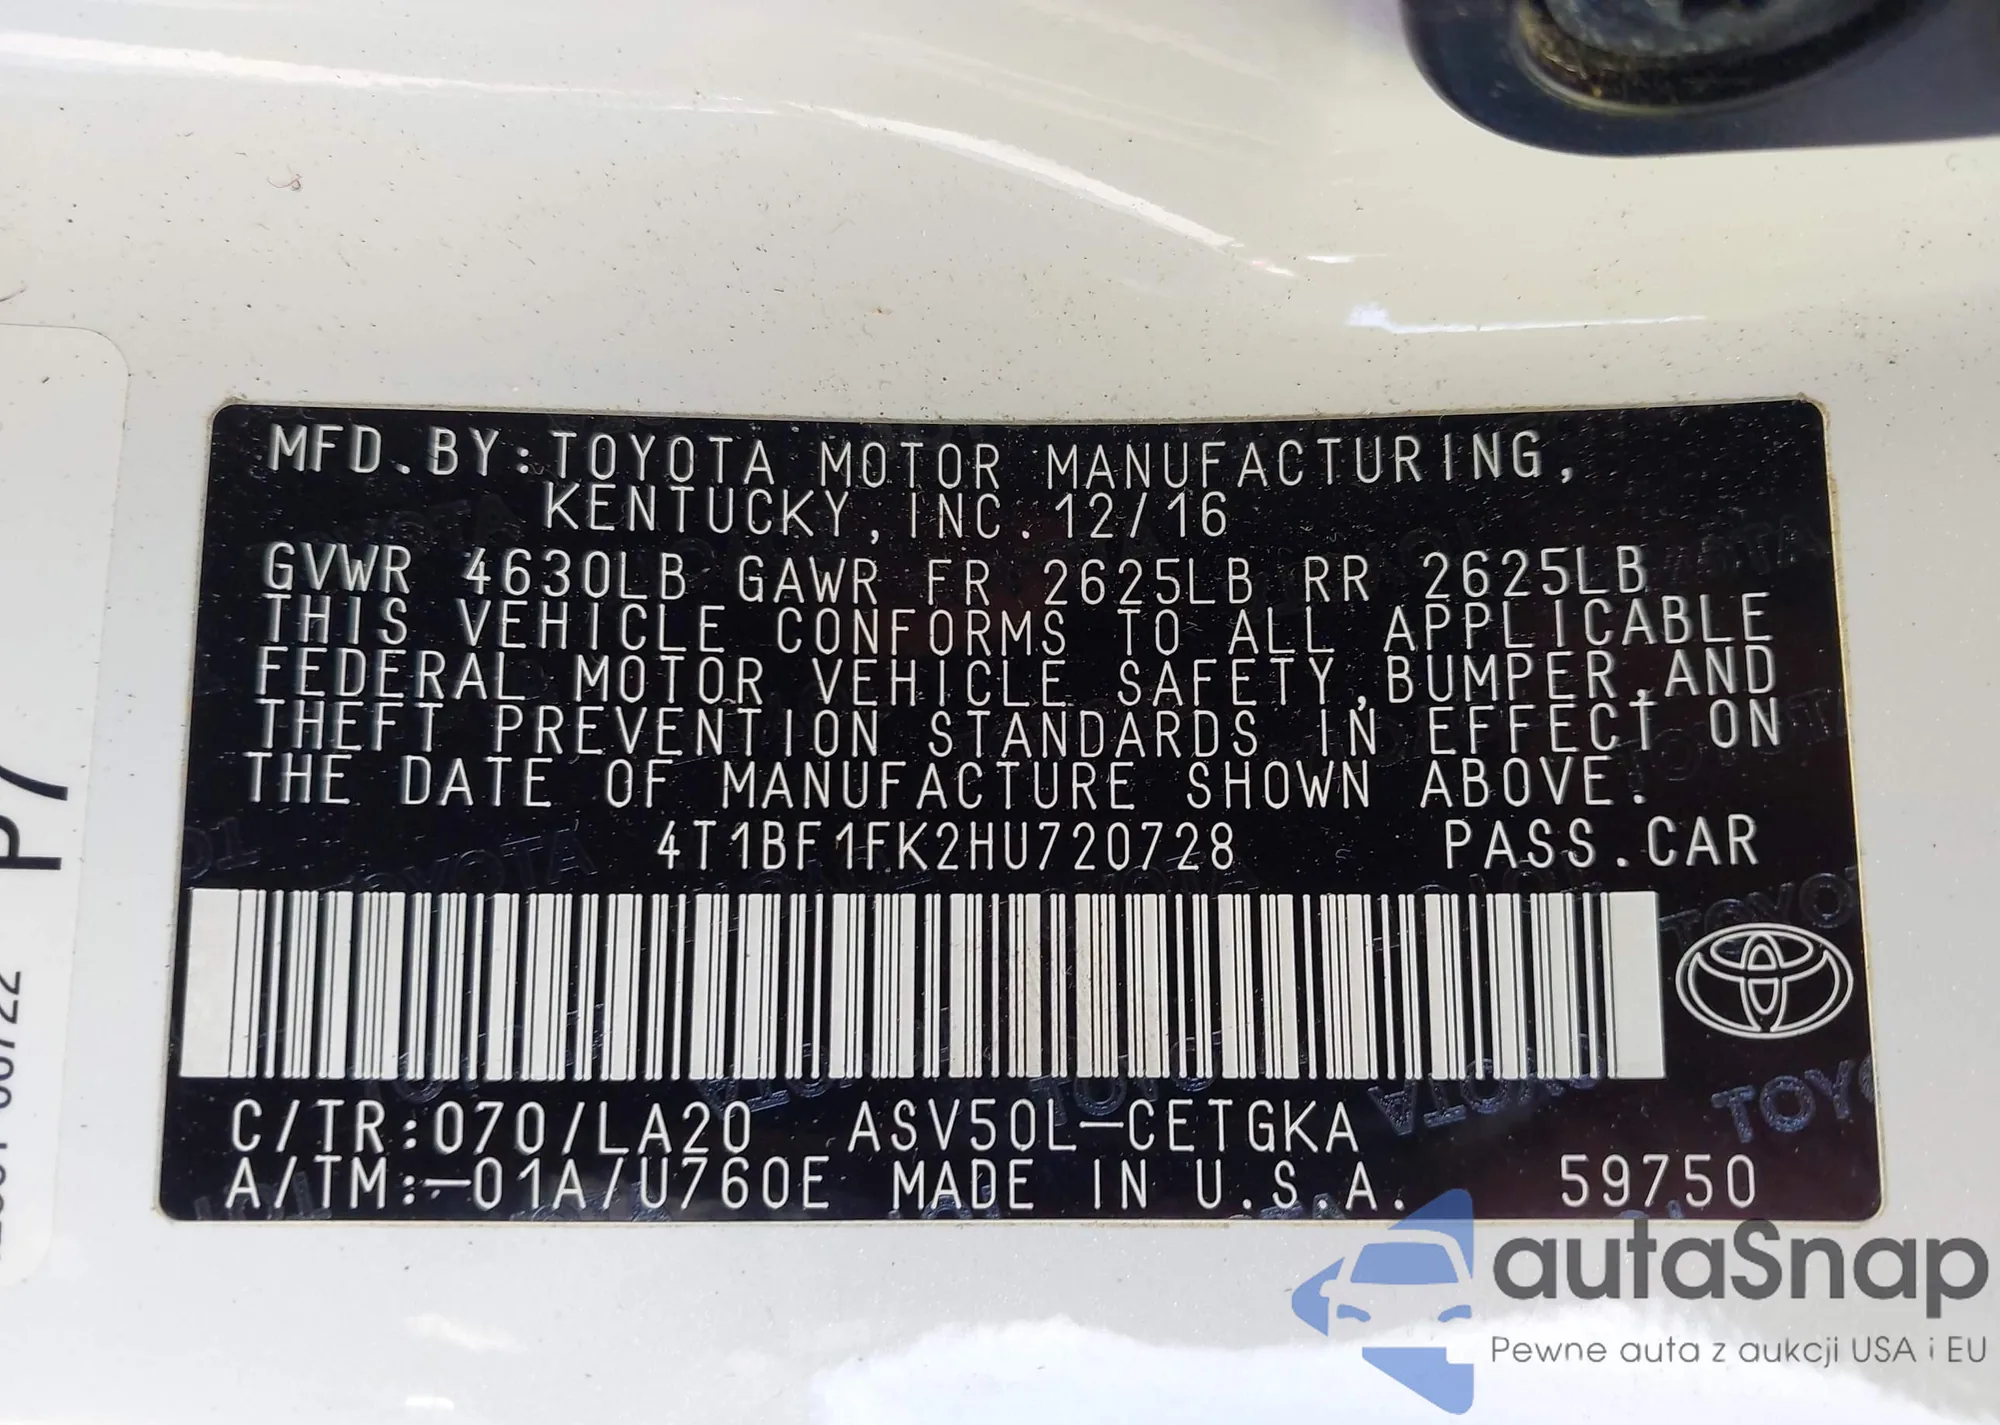 MFD.BY:TOYOTA MOTOR MANUFACTURING,
KENTUCKY,INC.12/16
GVWR 4630LB GAWR FR 2625LB RR 2625LB
THIS VEHICLE CONFORMS TO ALL APPLICABLE
FEDERAL MOTOR VEHICLE SAFETY,BUMPER,AND
THEFT PREVENTION STANDARDS IN EFFECT ON
THE DATE OF MANUFACTURE SHOWN ABOVE.
4T1BF1FK2HU720728 PASS.CAR
C/TR:070/LA20 ASV50L-CETGKA
A/TM:-01A/U760E MADE IN U.S.A. 59750
P7
autaSnap
Pewne auta z aukcji USA i EU